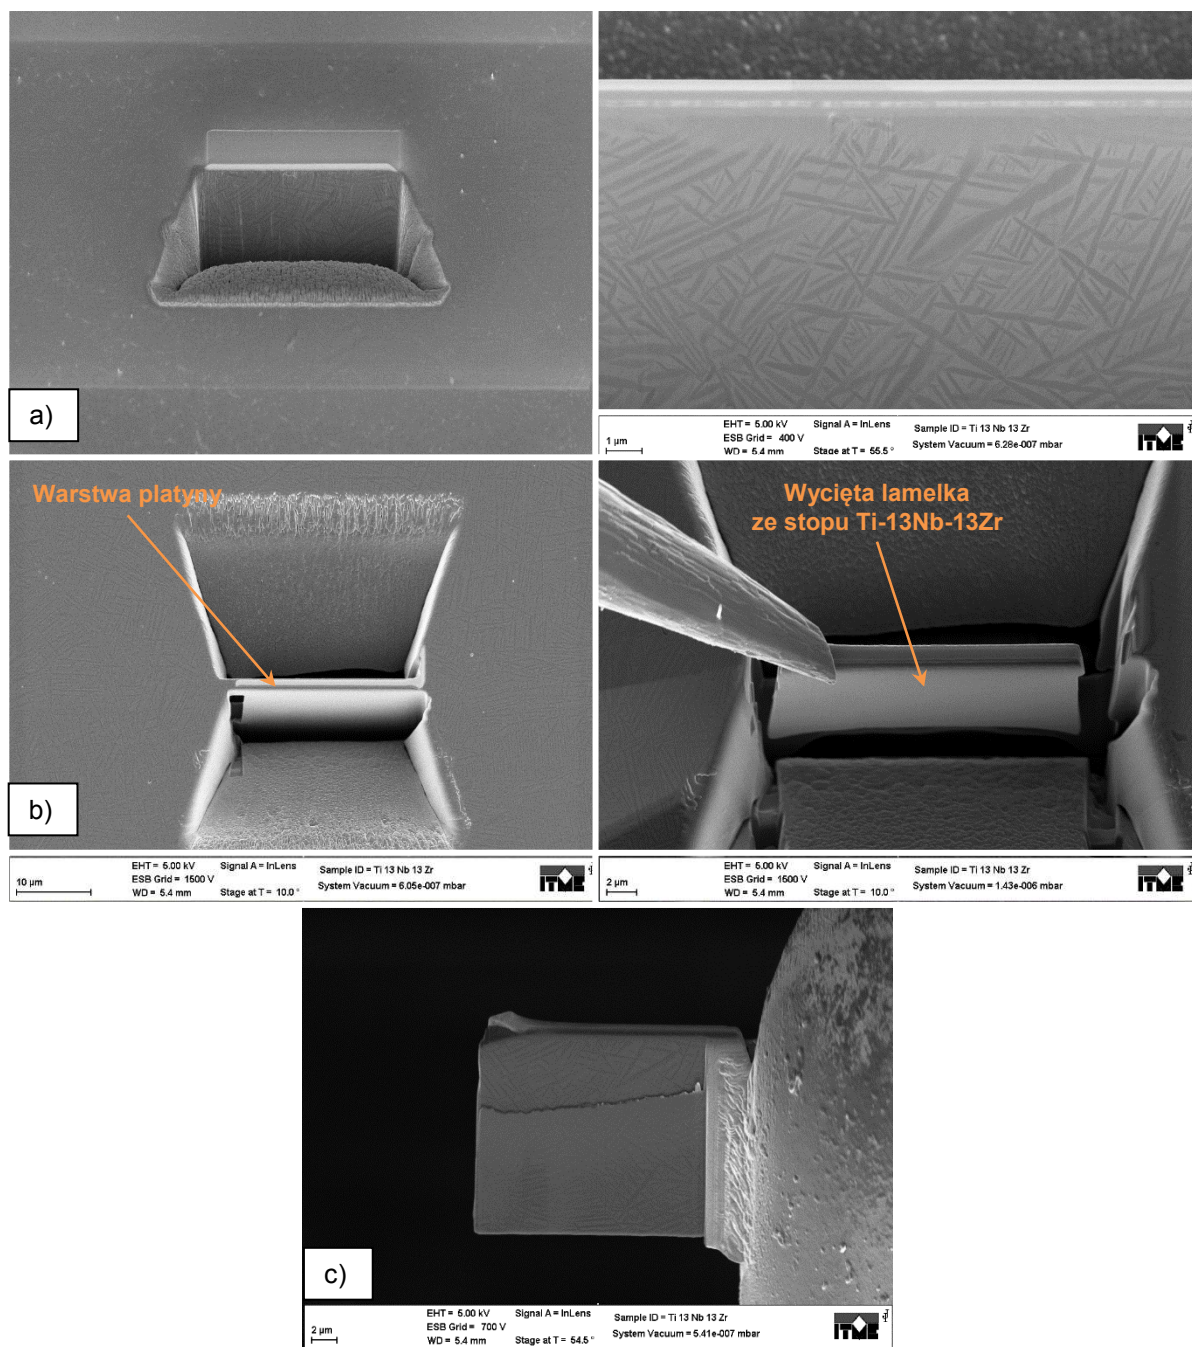 a)
1 µm
EHT = 5.00 kV
Signal A = InLens
Sample ID = Ti 13 Nb 13 Zr
ESB Grid = 400 V
System Vacuum = 6.28e-007 mbar
WD = 5.4 mm
Stage at T = 55.5 °
ITME
Warstwa platyny
b)
10 µm
EHT = 5.00 kV
Signal A = InLens
Sample ID = Ti 13 Nb 13 Zr
ESB Grid = 1500 V
System Vacuum = 6.05e-007 mbar
WD = 5.4 mm
Stage at T = 10.0 °
ITME
Wycięta lamelka
ze stopu Ti-13Nb-13Zr
2 µm
EHT = 5.00 kV
Signal A = InLens
Sample ID = Ti 13 Nb 13 Zr
ESB Grid = 1500 V
System Vacuum = 1.43e-006 mbar
WD = 5.4 mm
Stage at T = 10.0 °
ITME
c)
2 µm
EHT = 5.00 kV
Signal A = InLens
Sample ID = Ti 13 Nb 13 Zr
ESB Grid = 700 V
System Vacuum = 5.41e-007 mbar
WD = 5.4 mm
Stage at T = 54.5 °
ITME